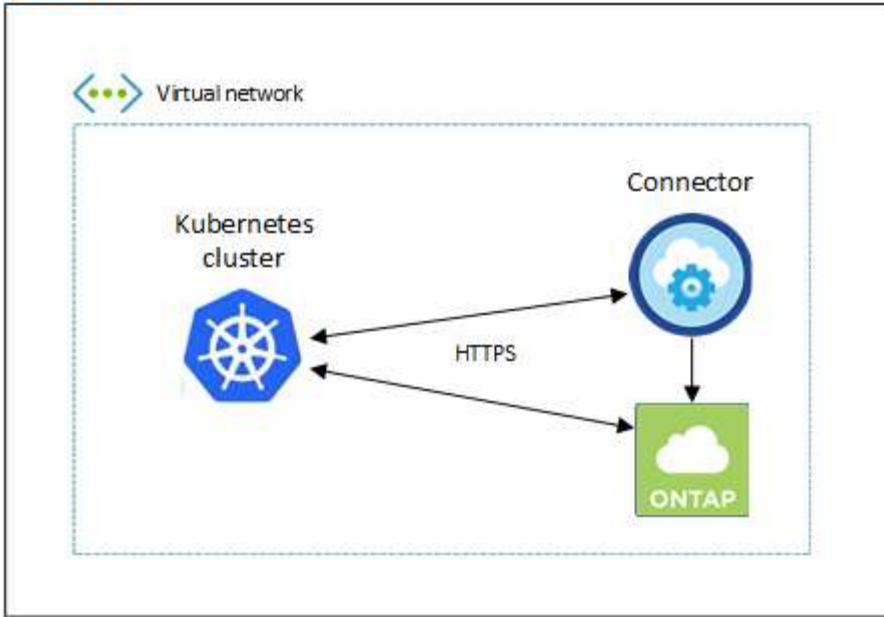 Virtual network
Connector
Kubernetes
cluster
HTTPS
ONTAP